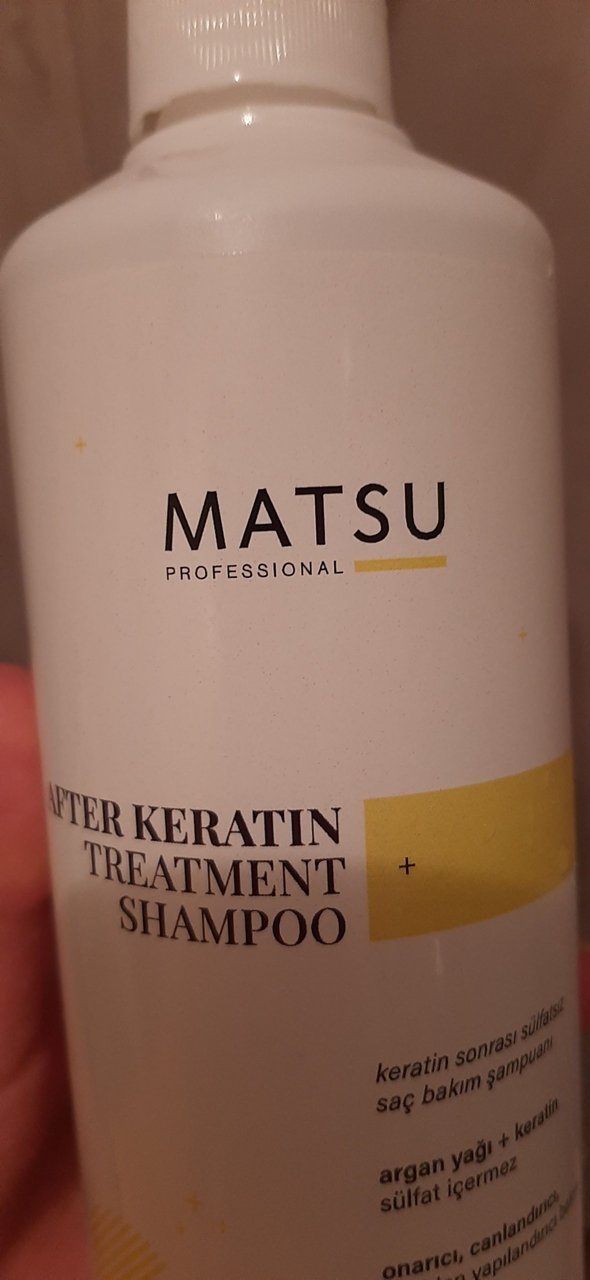 MATSU
PROFESSIONAL
AFTER KERATIN
TREATMENT
SHAMPOO
+
keratin sonrası sülfatsız
saç bakım şampuanı
argan yağı + keratin
sülfat içermez
onarıcı, canlandırıcı,
yapılandırıcı